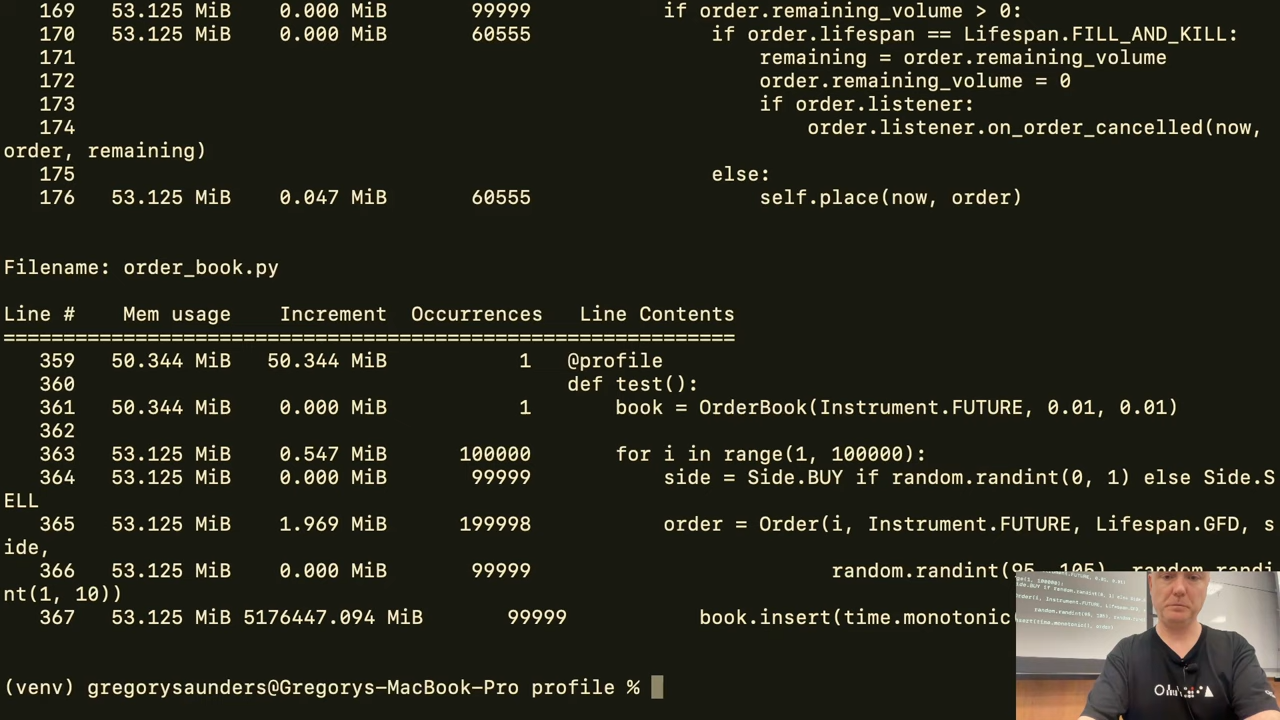 169   53.125 MiB    0.000 MiB       99999           if order.remaining_volume > 0:
170   53.125 MiB    0.000 MiB       60555               if order.lifespan == Lifespan.FILL_AND_KILL:
171                                                         remaining = order.remaining_volume
172                                                         order.remaining_volume = 0
173                                                         if order.listener:
174                                                             order.listener.on_order_cancelled(now,
order, remaining)
175                                                     else:
176   53.125 MiB    0.047 MiB       60555                   self.place(now, order)
Filename: order_book.py
Line #    Mem usage    Increment  Occurrences   Line Contents
=============================================================
359   50.344 MiB   50.344 MiB           1   @profile
360                                         def test():
361   50.344 MiB    0.000 MiB           1       book = OrderBook(Instrument.FUTURE, 0.01, 0.01)
362
363   53.125 MiB    0.547 MiB      100000       for i in range(1, 100000):
364   53.125 MiB    0.000 MiB       99999           side = Side.BUY if random.randint(0, 1) else Side.S
ELL
365   53.125 MiB    1.969 MiB      199998           order = Order(i, Instrument.FUTURE, Lifespan.GFD, s
ide,
366   53.125 MiB    0.000 MiB       99999                         random.randint(95, 105), random.randi
nt(1, 10))
367   53.125 MiB 5176447.094 MiB       99999           book.insert(time.monotonic
(venv) gregorysaunders@Gregorys-MacBook-Pro profile %